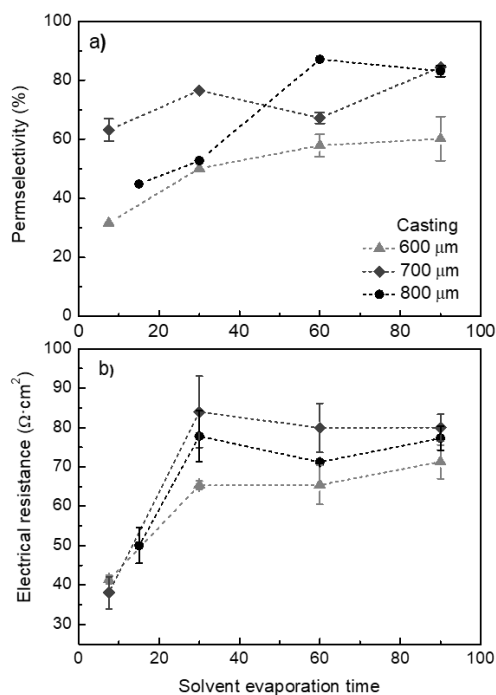 100
a)
80
60
40
20
0
Permselectivity (%)
Casting
600 μm
700 μm
800 μm
0 20 40 60 80 100
100
b)
90
80
70
60
50
40
30
Electrical resistance (Ω·cm²)
0 20 40 60 80 100
Solvent evaporation time